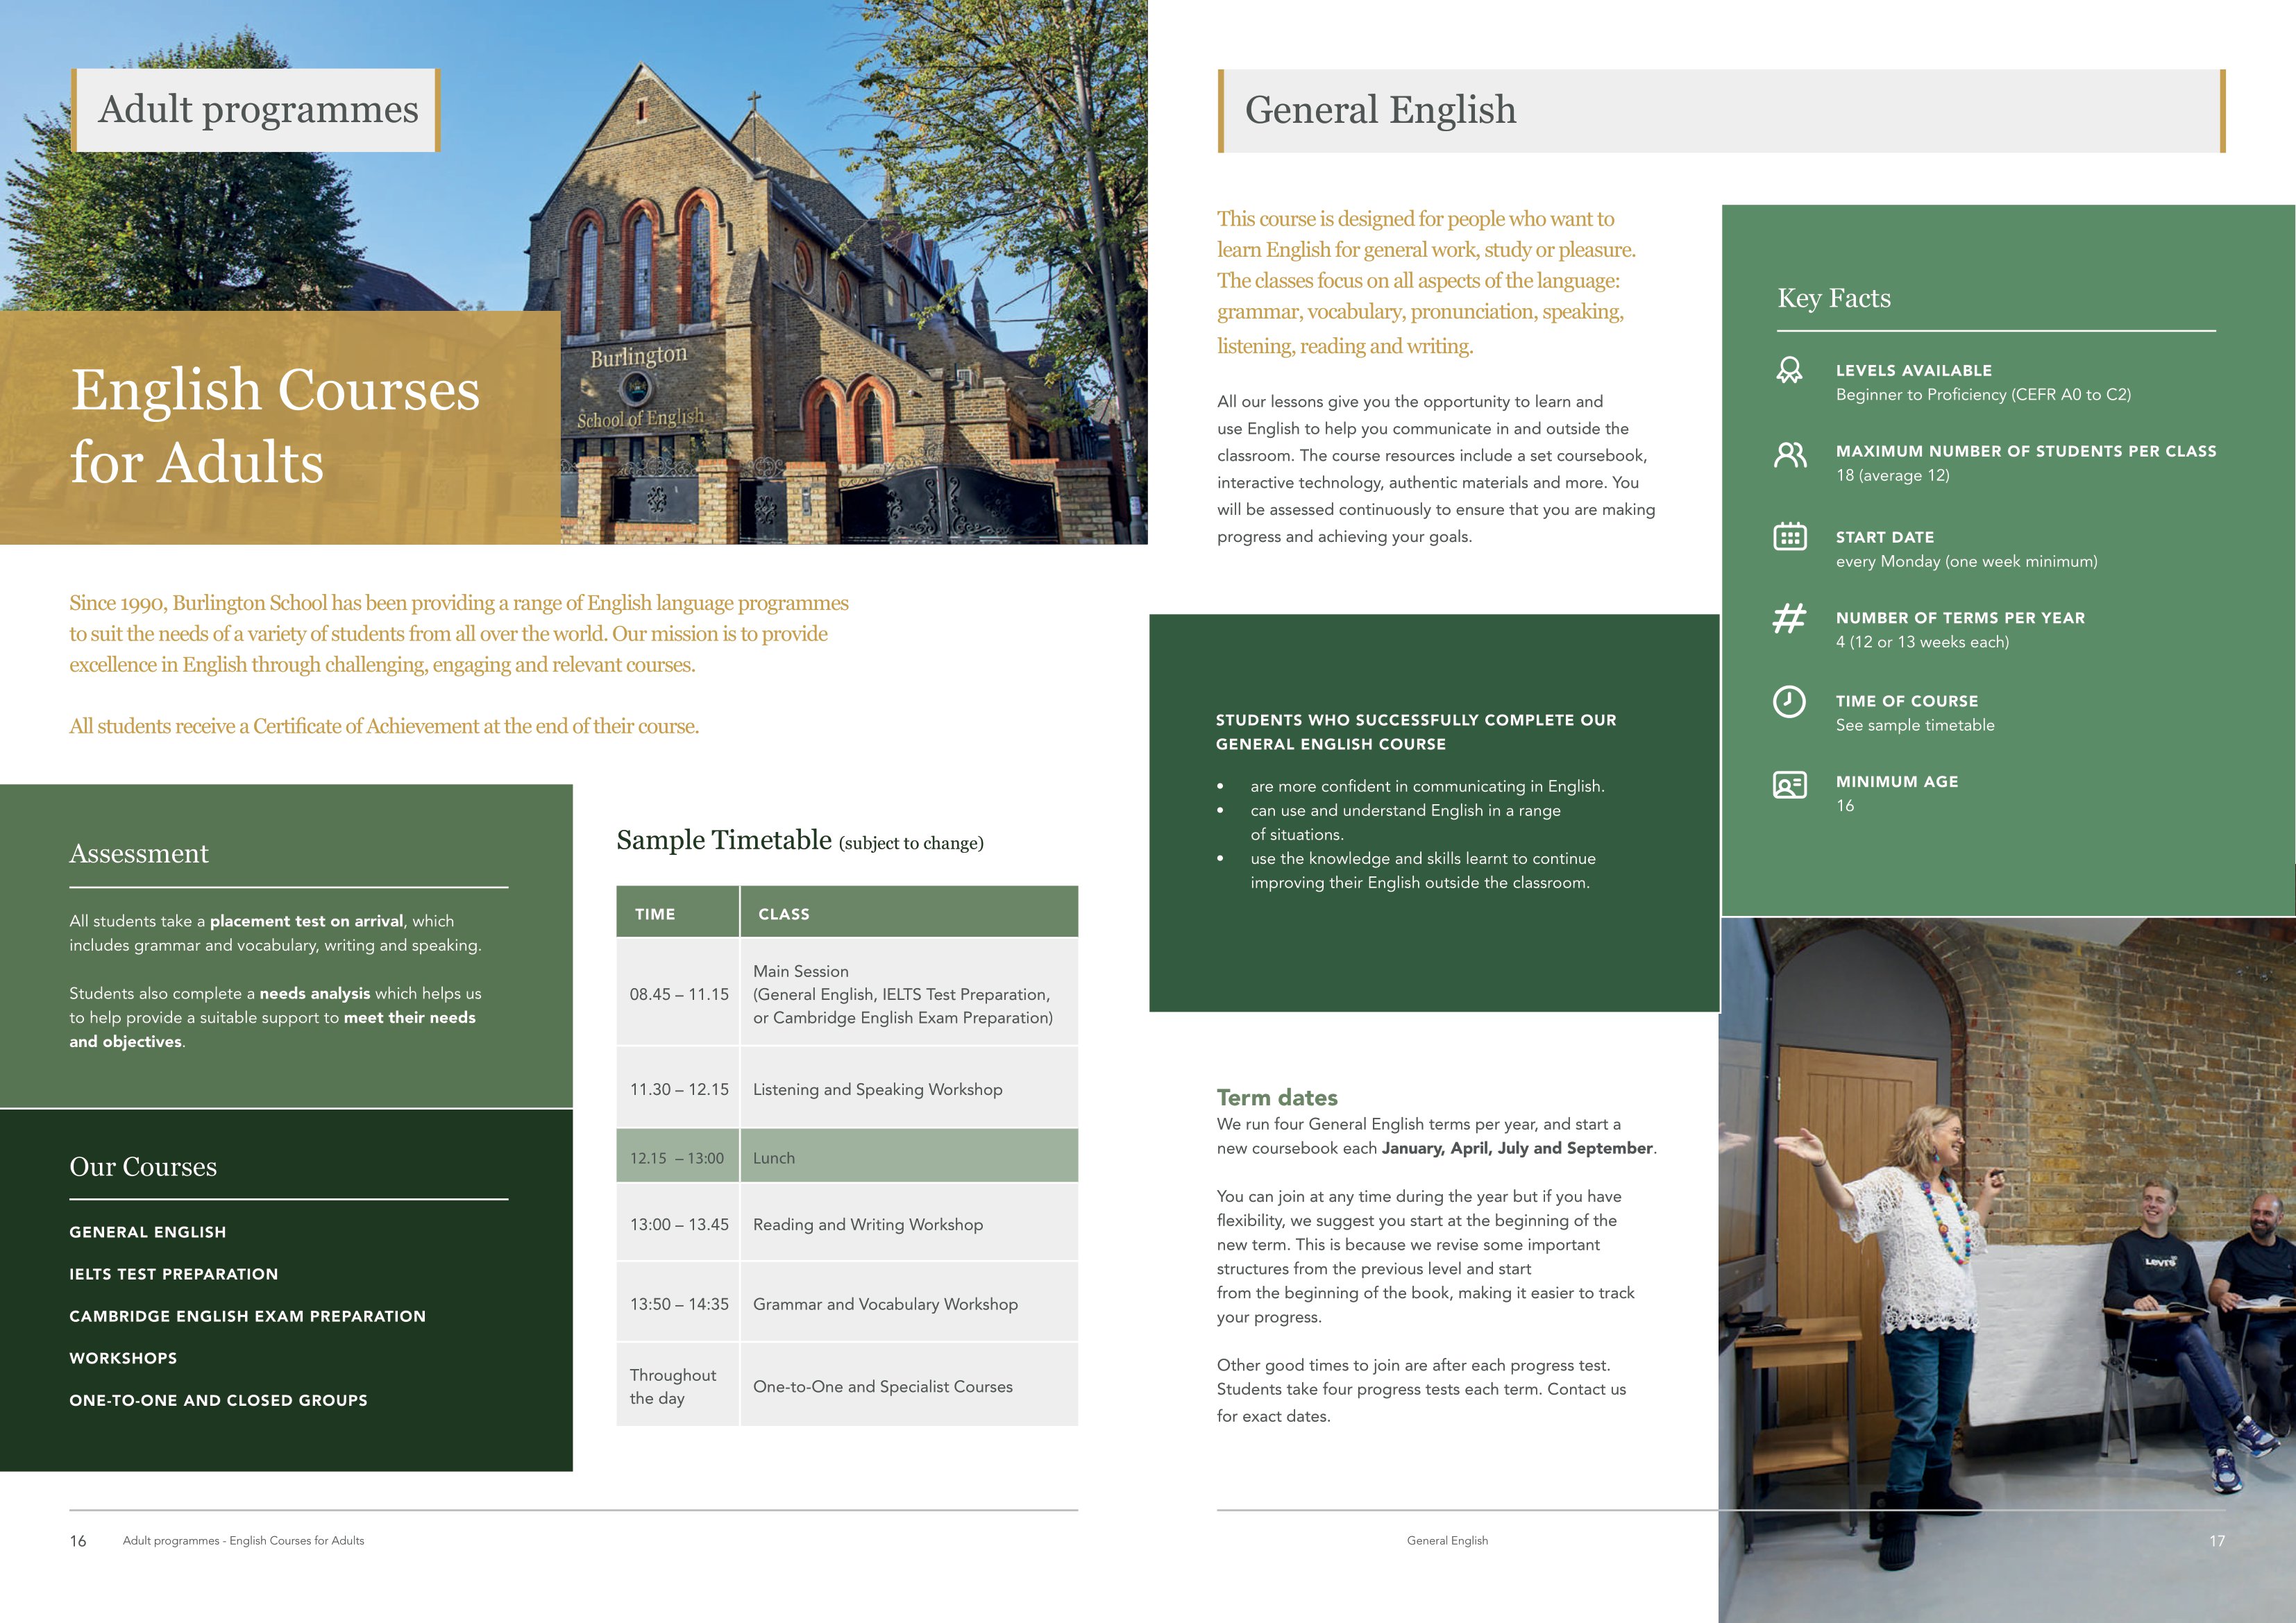 Adult programmes
Burlington
School of English
English Courses
for Adults
Since 1990, Burlington School has been providing a range of English language programmes
to suit the needs of a variety of students from all over the world. Our mission is to provide
excellence in English through challenging, engaging and relevant courses.
All students receive a Certificate of Achievement at the end of their course.
Assessment
All students take a placement test on arrival, which
includes grammar and vocabulary, writing and speaking.
Students also complete a needs analysis which helps us
to help provide a suitable support to meet their needs
and objectives.
Our Courses
GENERAL ENGLISH
IELTS TEST PREPARATION
CAMBRIDGE ENGLISH EXAM PREPARATION
WORKSHOPS
ONE-TO-ONE AND CLOSED GROUPS
Sample Timetable (subject to change)
TIME CLASS
08.45 – 11.15
Main Session
(General English, IELTS Test Preparation,
or Cambridge English Exam Preparation)
11.30 – 12.15 Listening and Speaking Workshop
12.15 – 13:00 Lunch
13:00 – 13.45 Reading and Writing Workshop
13:50 – 14:35 Grammar and Vocabulary Workshop
Throughout
the day
One-to-One and Specialist Courses
16 Adult programmes - English Courses for Adults
General English
This course is designed for people who want to
learn English for general work, study or pleasure.
The classes focus on all aspects of the language:
grammar, vocabulary, pronunciation, speaking,
listening, reading and writing.
All our lessons give you the opportunity to learn and
use English to help you communicate in and outside the
classroom. The course resources include a set coursebook,
interactive technology, authentic materials and more. You
will be assessed continuously to ensure that you are making
progress and achieving your goals.
STUDENTS WHO SUCCESSFULLY COMPLETE OUR
GENERAL ENGLISH COURSE
• are more confident in communicating in English.
• can use and understand English in a range
of situations.
• use the knowledge and skills learnt to continue
improving their English outside the classroom.
Key Facts
LEVELS AVAILABLE
Beginner to Proficiency (CEFR A0 to C2)
MAXIMUM NUMBER OF STUDENTS PER CLASS
18 (average 12)
START DATE
every Monday (one week minimum)
NUMBER OF TERMS PER YEAR
4 (12 or 13 weeks each)
TIME OF COURSE
See sample timetable
MINIMUM AGE
16
Term dates
We run four General English terms per year, and start a
new coursebook each January, April, July and September.
You can join at any time during the year but if you have
flexibility, we suggest you start at the beginning of the
new term. This is because we revise some important
structures from the previous level and start
from the beginning of the book, making it easier to track
your progress.
Other good times to join are after each progress test.
Students take four progress tests each term. Contact us
for exact dates.
Levi's
General English
17